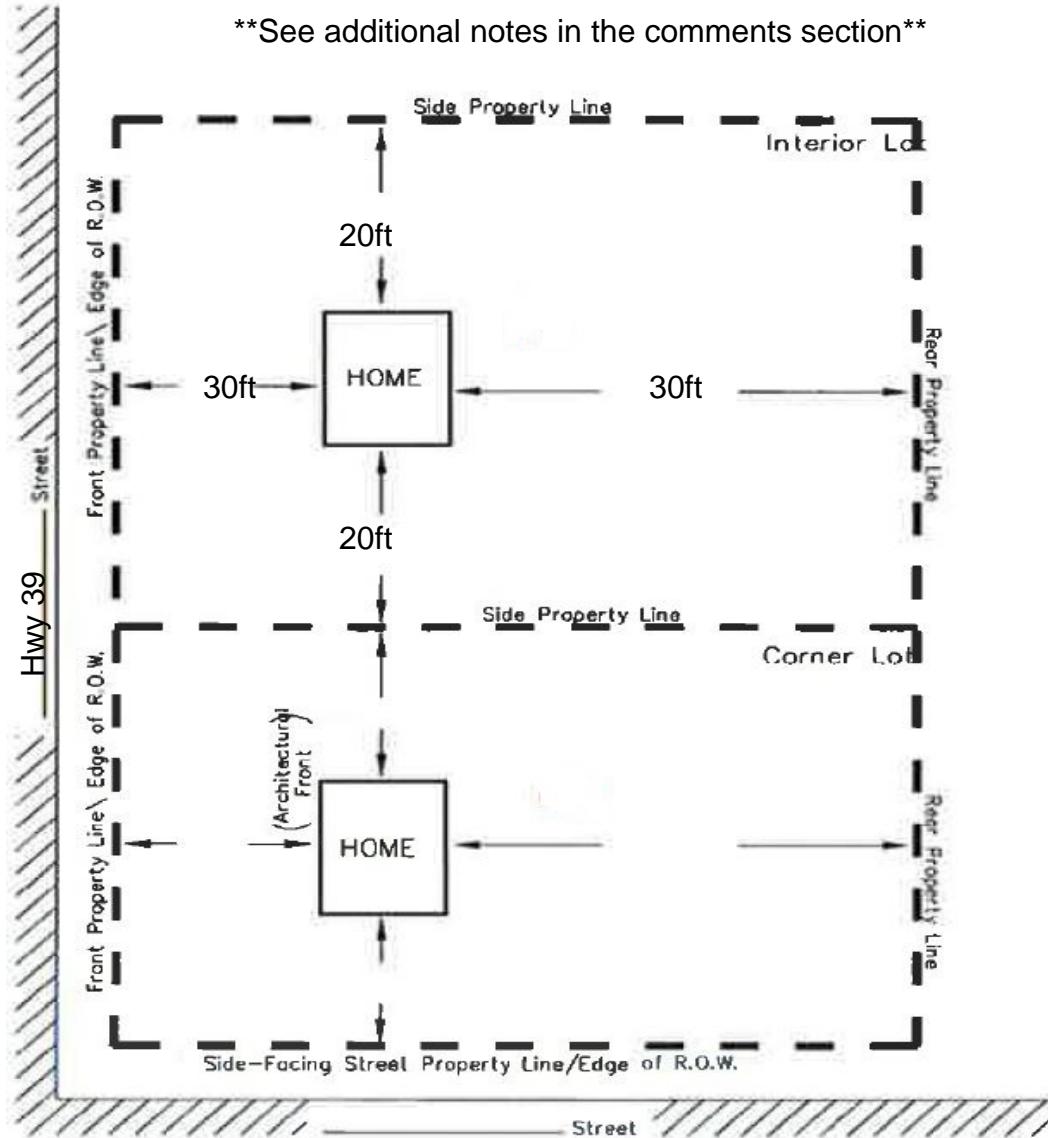 **See additional notes in the comments section**
Side Property Line
Interior Lot
Front Property Line\ Edge of R.O.W.
20ft
HOME
30ft
30ft
Rear Property Line
Street
Hwy 39
20ft
Side Property Line
Corner Lot
Front Property Line\ Edge of R.O.W.
(Architectural
Front )
HOME
Rear Property Line
Side-Facing Street Property Line/Edge of R.O.W.
Street